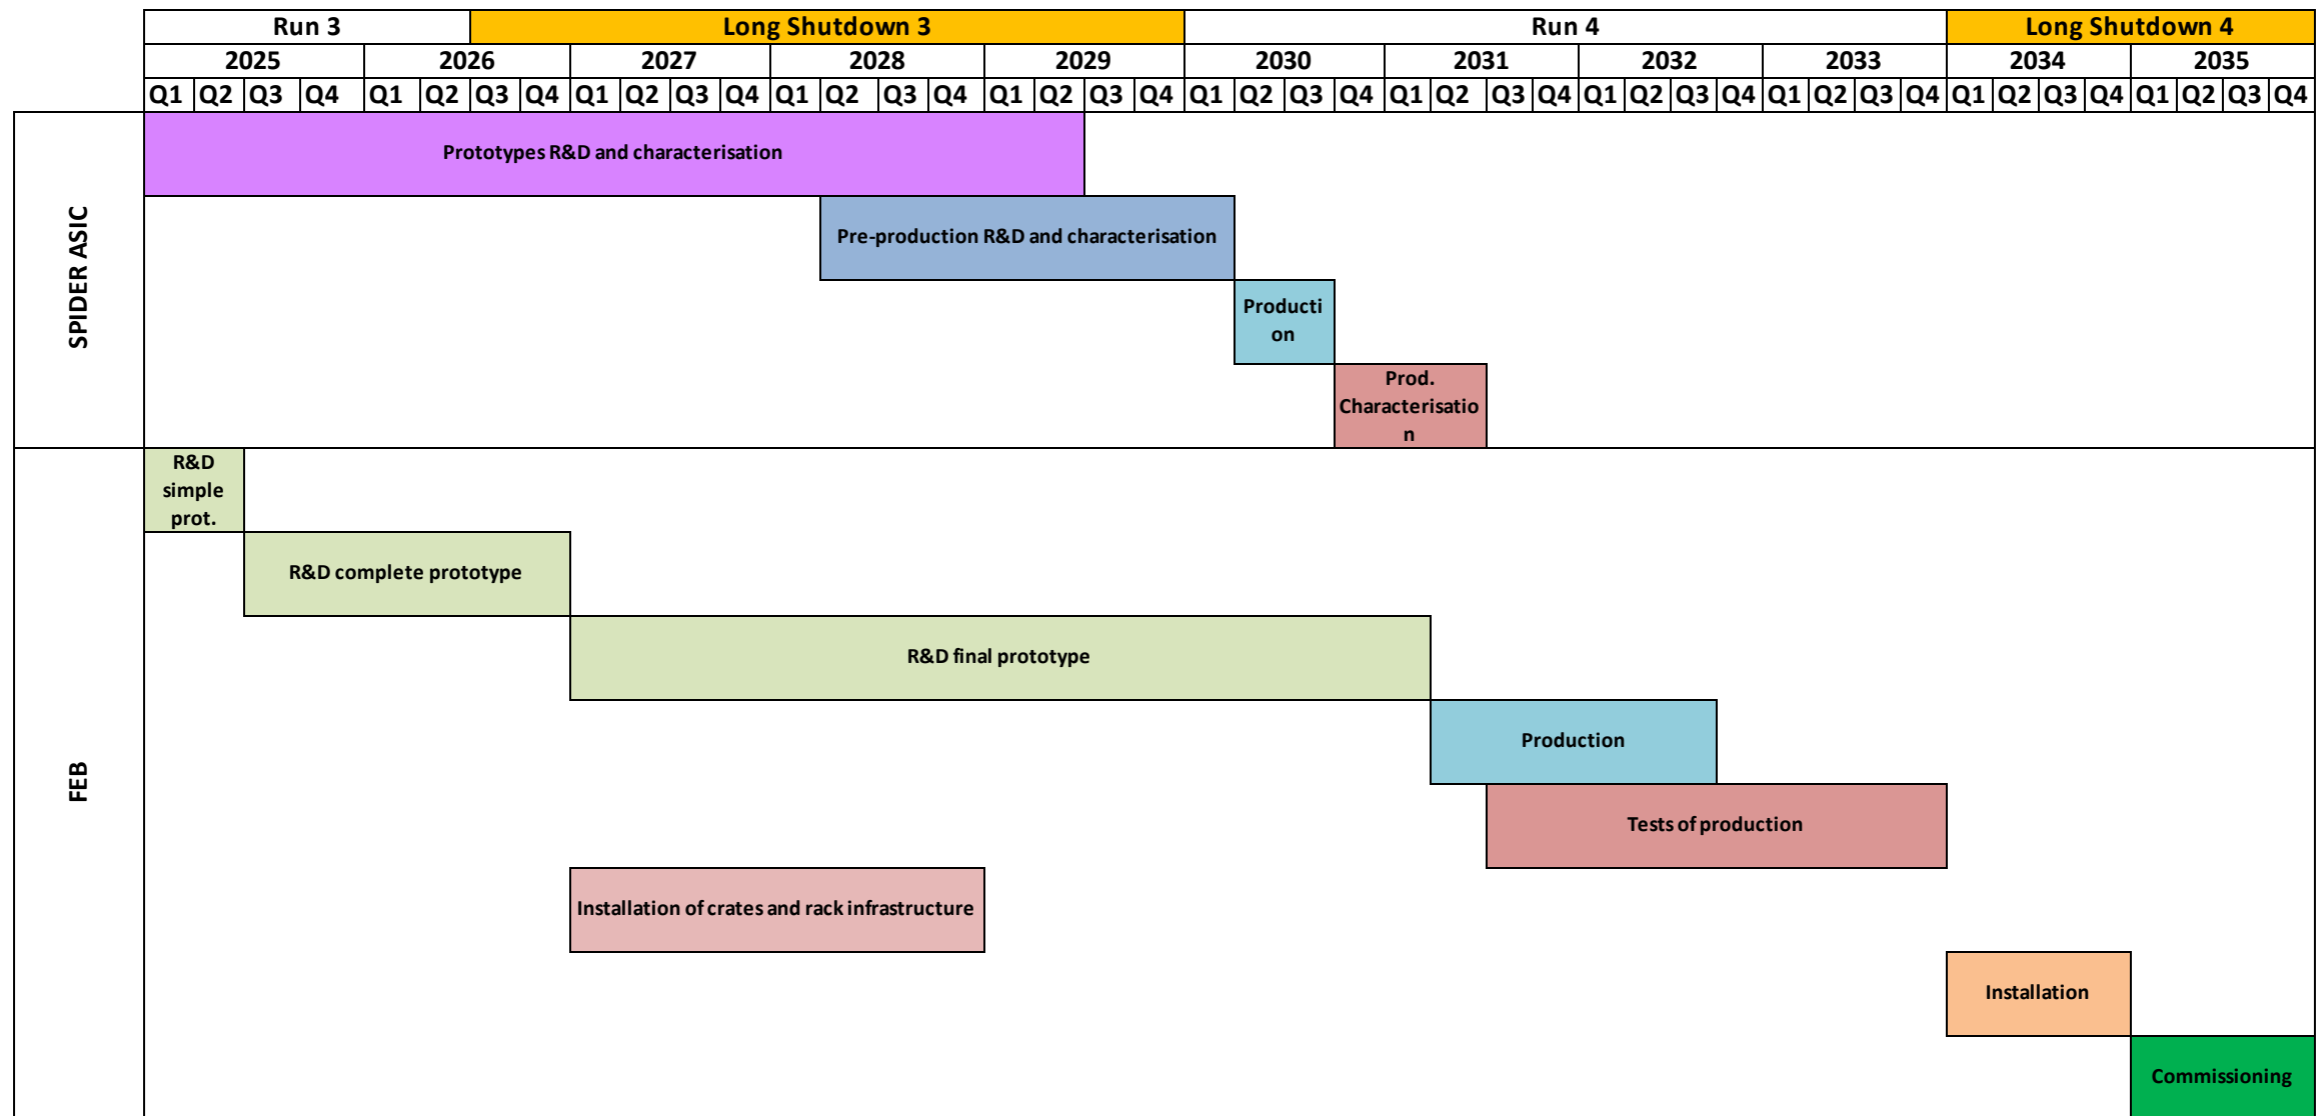 Run 3 Long Shutdown 3 Run 4 Long Shutdown 4
2025 2026 2027 2028 2029 2030 2031 2032 2033 2034 2035
Q1 Q2 Q3 Q4 Q1 Q2 Q3 Q4 Q1 Q2 Q3 Q4 Q1 Q2 Q3 Q4 Q1 Q2 Q3 Q4 Q1 Q2 Q3 Q4 Q1 Q2 Q3 Q4 Q1 Q2 Q3 Q4 Q1 Q2 Q3 Q4 Q1 Q2 Q3 Q4 Q1 Q2 Q3 Q4
SPIDER ASIC
Prototypes R&D and characterisation
Pre-production R&D and characterisation
Producti
on
Prod.
Characterisatio
n
FEB
R&D
simple
prot.
R&D complete prototype
R&D final prototype
Production
Tests of production
Installation of crates and rack infrastructure
Installation
Commissioning